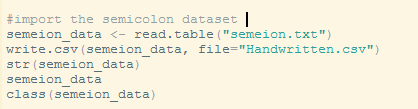 #import the semicolon dataset
semeion_data <- read.table("semeion.txt")
write.csv(semeion_data, file="Handwritten.csv")
str(semeion_data)
semeion_data
class(semeion_data)